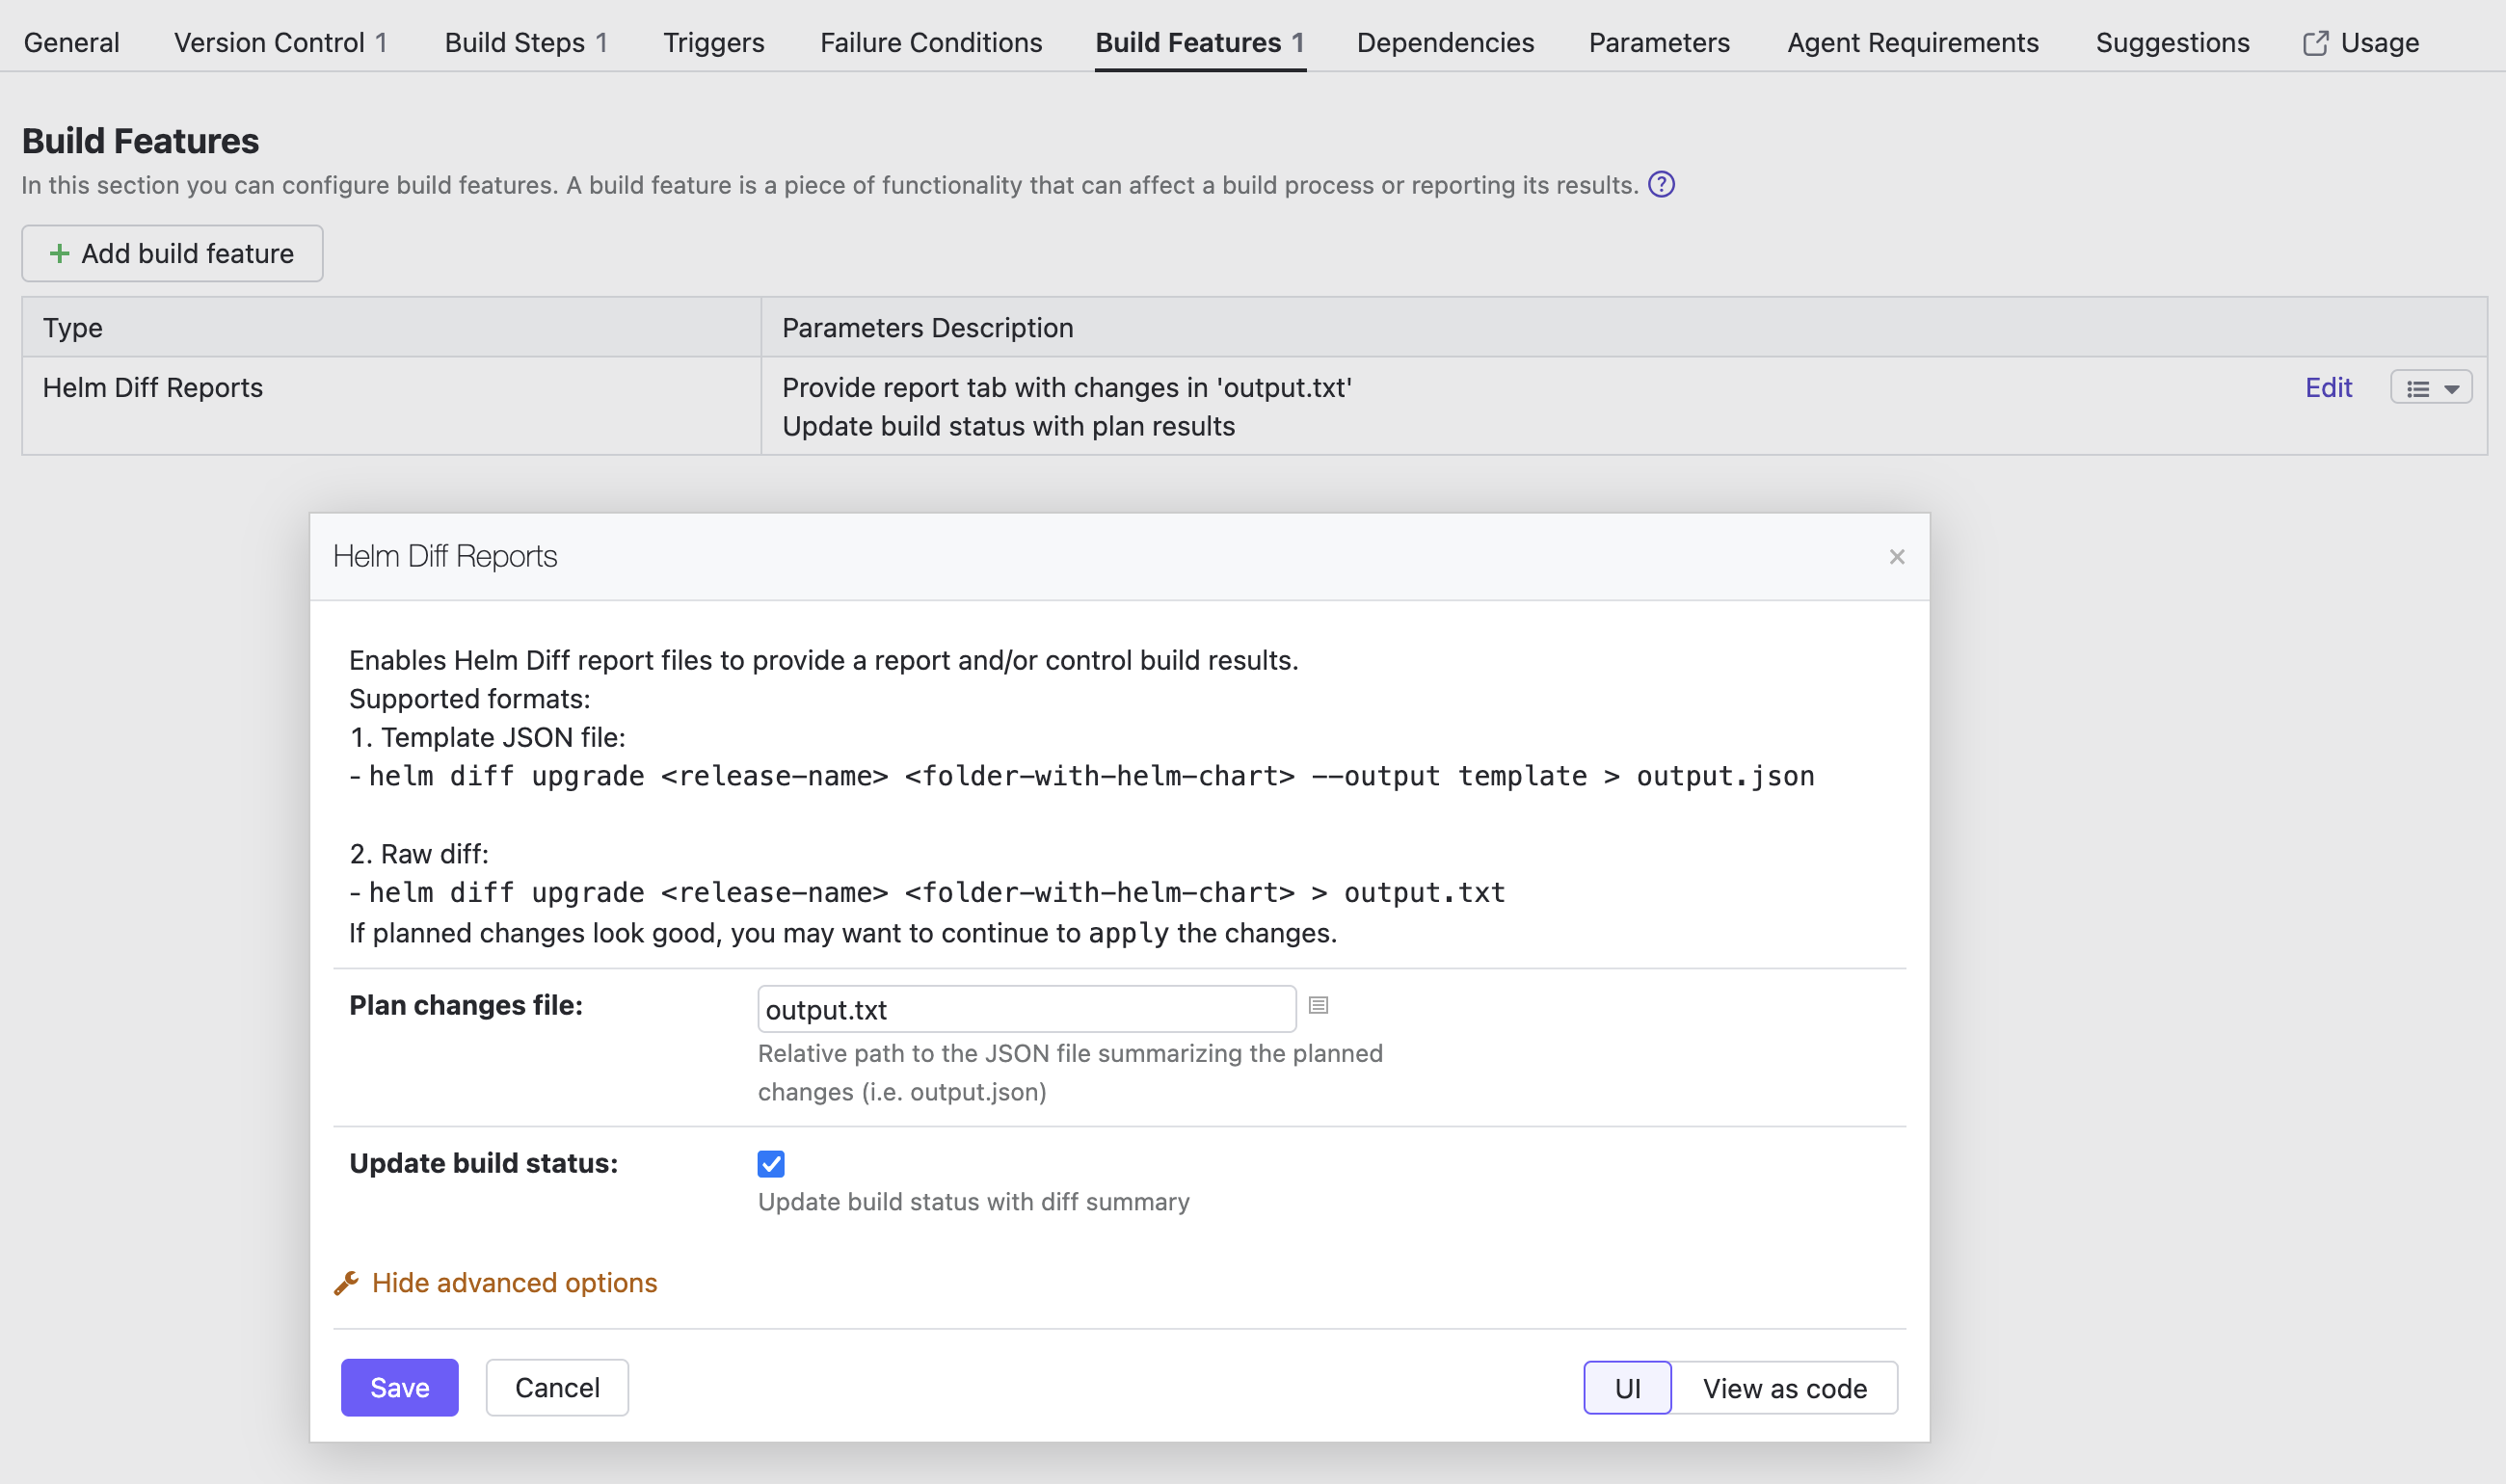 General Version Control 1 Build Steps 1 Triggers Failure Conditions Build Features 1 Dependencies Parameters Agent Requirements Suggestions Usage
Build Features
In this section you can configure build features. A build feature is a piece of functionality that can affect a build process or reporting its results. ?
+ Add build feature
Type Parameters Description
Helm Diff Reports Provide report tab with changes in 'output.txt' Edit
Update build status with plan results
Helm Diff Reports ×
Enables Helm Diff report files to provide a report and/or control build results.
Supported formats:
1. Template JSON file:
- helm diff upgrade <release-name> <folder-with-helm-chart> --output template > output.json
2. Raw diff:
- helm diff upgrade <release-name> <folder-with-helm-chart> > output.txt
If planned changes look good, you may want to continue to apply the changes.
Plan changes file: output.txt
Relative path to the JSON file summarizing the planned
changes (i.e. output.json)
Update build status:
Update build status with diff summary
Hide advanced options
Save Cancel UI View as code